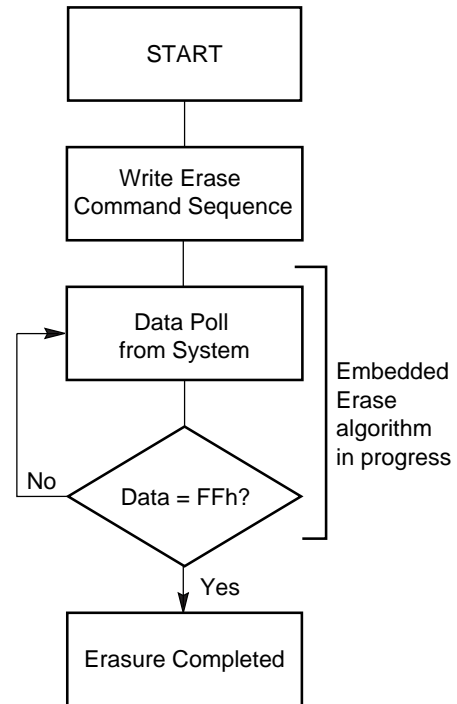 START
Write Erase
Command Sequence
Data Poll
from System
Embedded
Erase
algorithm
in progress
No
Data = FFh?
Yes
Erasure Completed